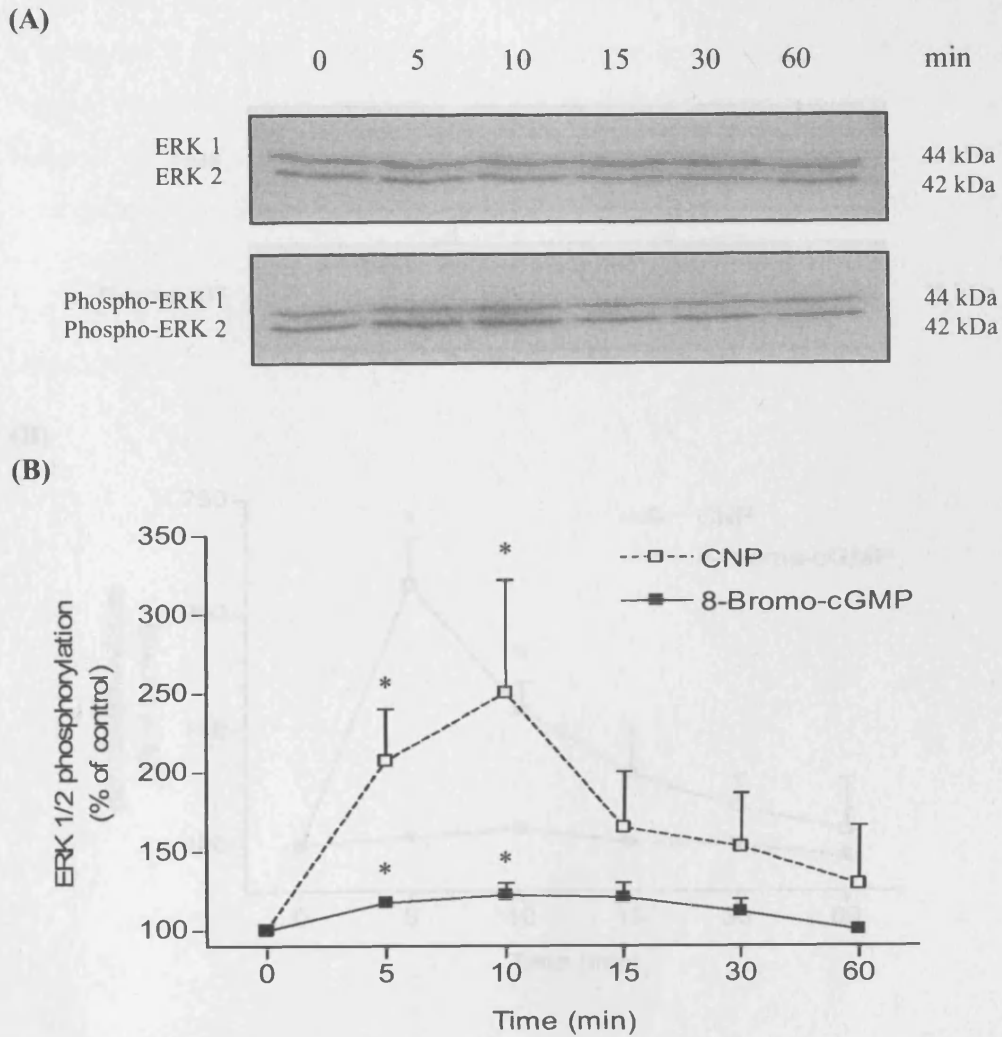 (A)
0 5 10 15 30 60 min
ERK 1 44 kDa
ERK 2 42 kDa
Phospho-ERK 1 44 kDa
Phospho-ERK 2 42 kDa
(B)
350
300
250
200
150
100
ERK 1/2 phosphorylation
(% of control)
* * * *
CNP
8-Bromo-cGMP
0 5 10 15 30 60
Time (min)